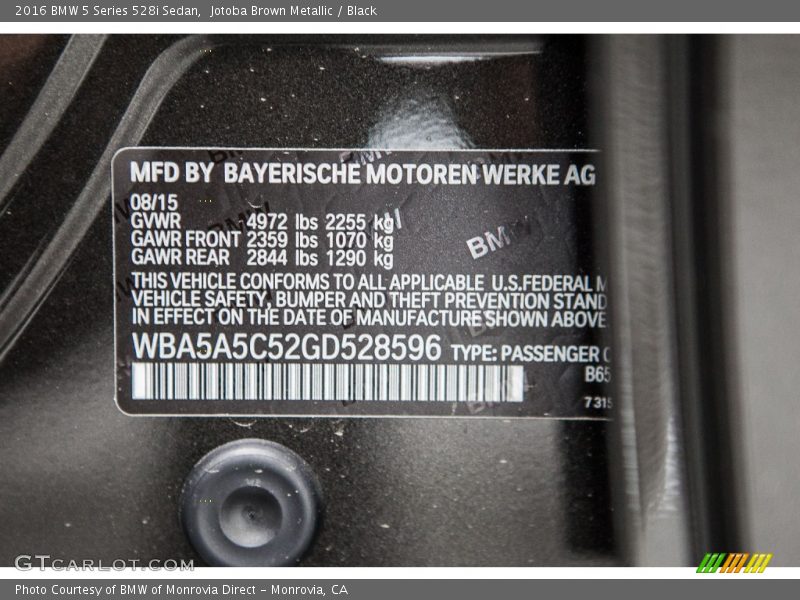 2016 BMW 5 Series 528i Sedan,  Jotoba Brown Metallic / Black
MFD BY BAYERISCHE MOTOREN WERKE AG
08/15
GVWR 4972 lbs 2255 kg
GAWR FRONT 2359 lbs 1070 kg
GAWR REAR 2844 lbs 1290 kg
BMW
THIS VEHICLE CONFORMS TO ALL APPLICABLE U.S.FEDERAL M
VEHICLE SAFETY, BUMPER AND THEFT PREVENTION STAND
IN EFFECT ON THE DATE OF MANUFACTURE SHOWN ABOVE
WBA5A5C52GD528596 TYPE: PASSENGER C
B65
7315
GTCARLOT.COM
Photo Courtesy of BMW of Monrovia Direct – Monrovia, CA